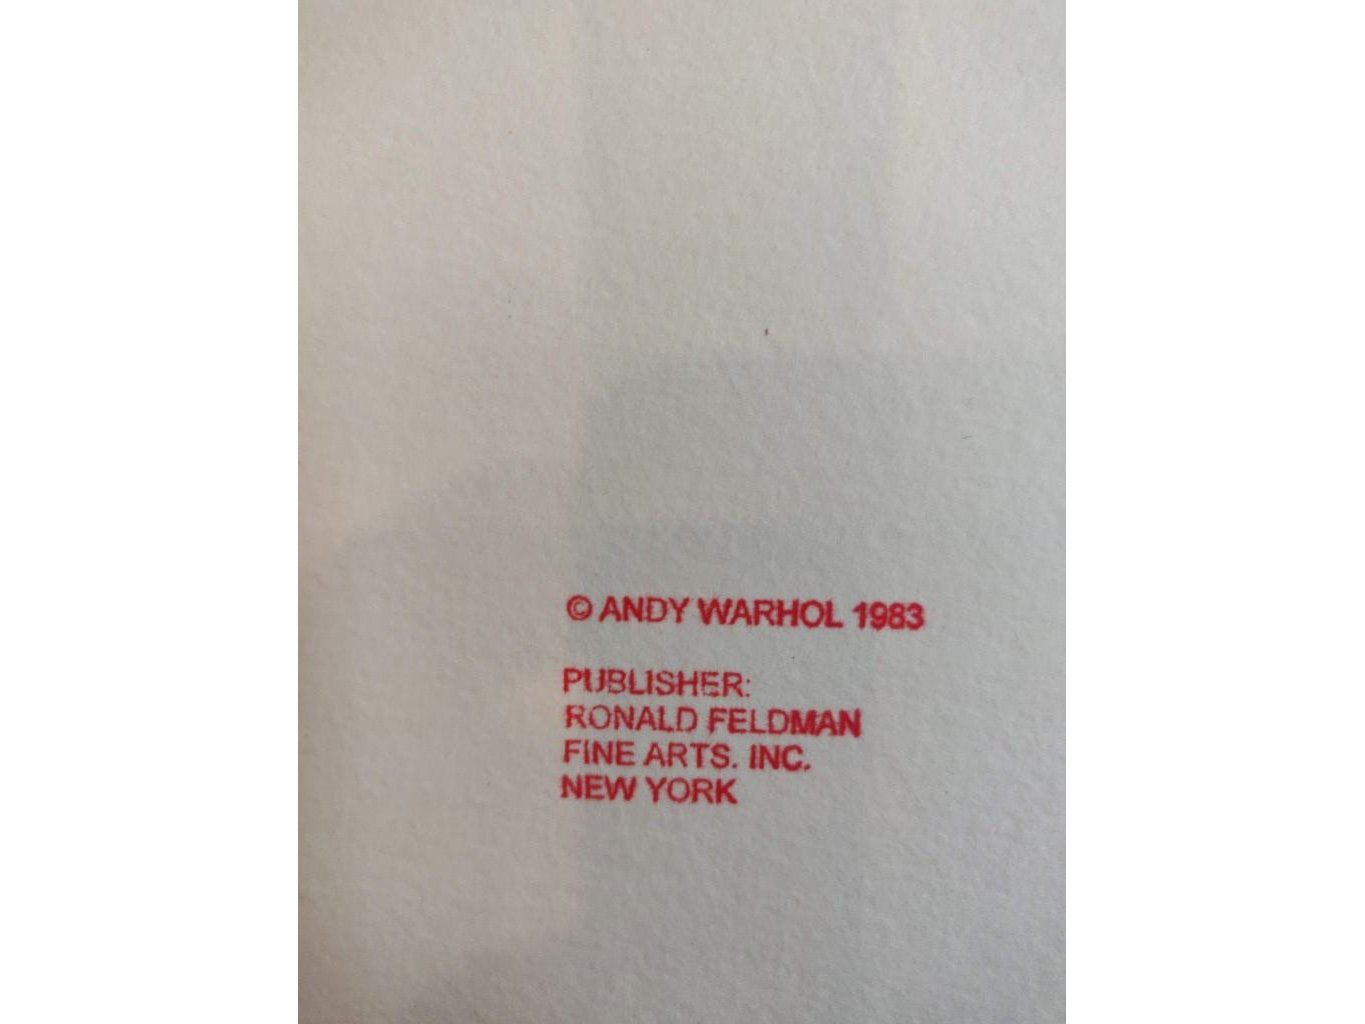 © ANDY WARHOL 1983
PUBLISHER:
RONALD FELDMAN
FINE ARTS. INC.
NEW YORK